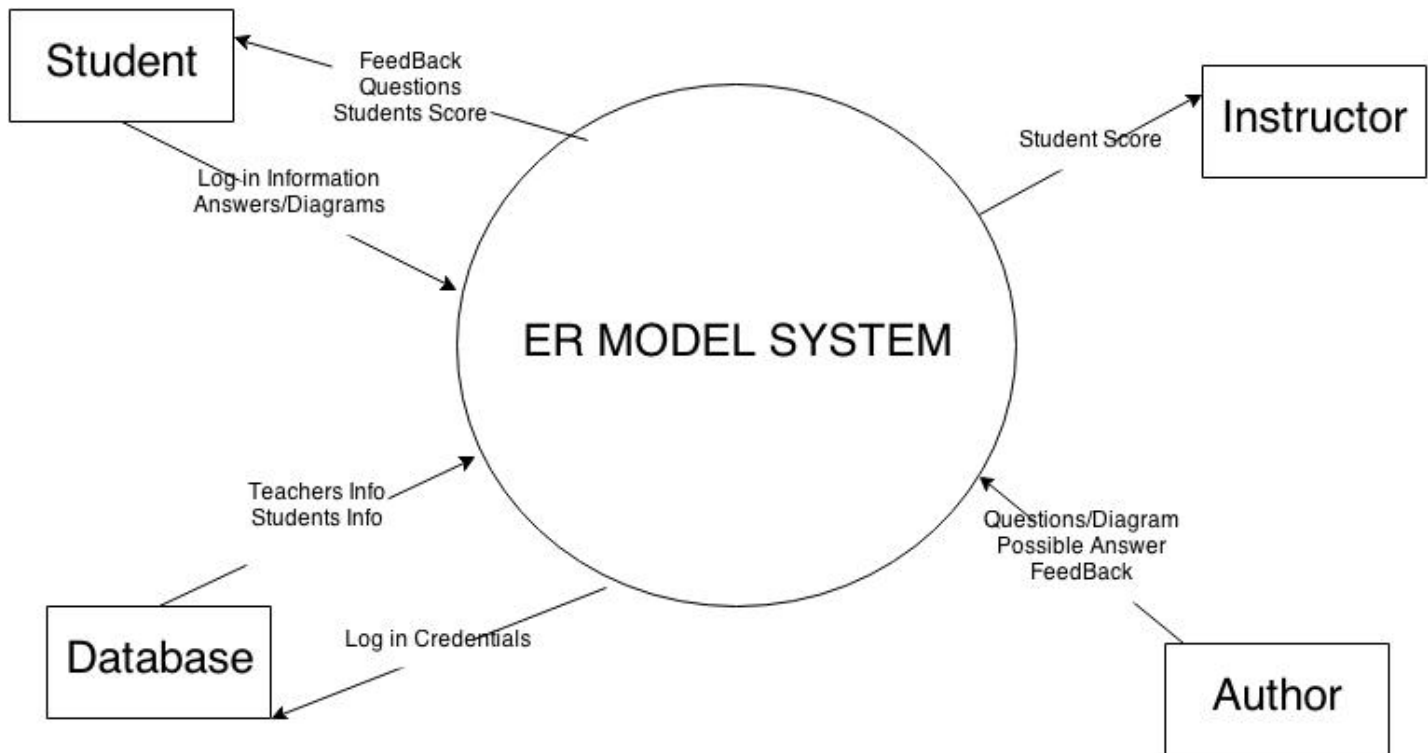 Student
FeedBack
Questions
Students Score
Instructor
Student Score
Log in Information
Answers/Diagrams
ER MODEL SYSTEM
Teachers Info
Students Info
Questions/Diagram
Possible Answer
FeedBack
Database
Log in Credentials
Author